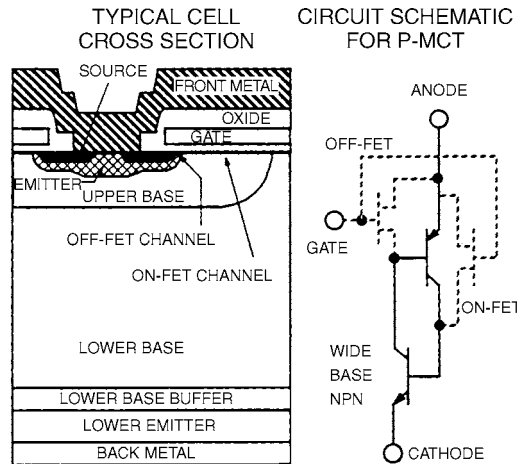 TYPICAL CELL
CROSS SECTION
SOURCE
FRONT METAL
OXIDE
GATE
EMITTER
UPPER BASE
OFF-FET CHANNEL
ON-FET CHANNEL
LOWER BASE
LOWER BASE BUFFER
LOWER EMITTER
BACK METAL
CIRCUIT SCHEMATIC
FOR P-MCT
ANODE
OFF-FET
GATE
ON-FET
WIDE
BASE
NPN
CATHODE